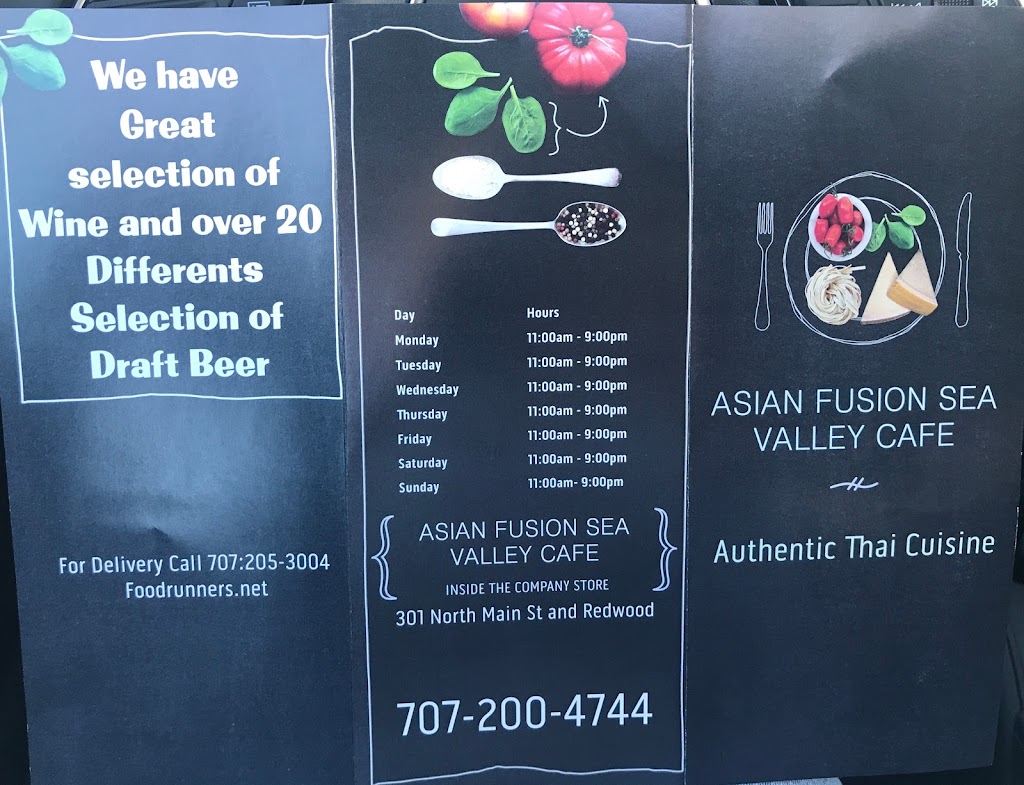 We have
Great
selection of
Wine and over 20
Differents
Selection of
Draft Beer
For Delivery Call 707:205-3004
Foodrunners.net
Day Hours
Monday 11:00am - 9:00pm
Tuesday 11:00am - 9:00pm
Wednesday 11:00am - 9:00pm
Thursday 11:00am - 9:00pm
Friday 11:00am - 9:00pm
Saturday 11:00am - 9:00pm
Sunday 11:00am- 9:00pm
ASIAN FUSION SEA
VALLEY CAFE
INSIDE THE COMPANY STORE
301 North Main St and Redwood
707-200-4744
ASIAN FUSION SEA
VALLEY CAFE
Authentic Thai Cuisine